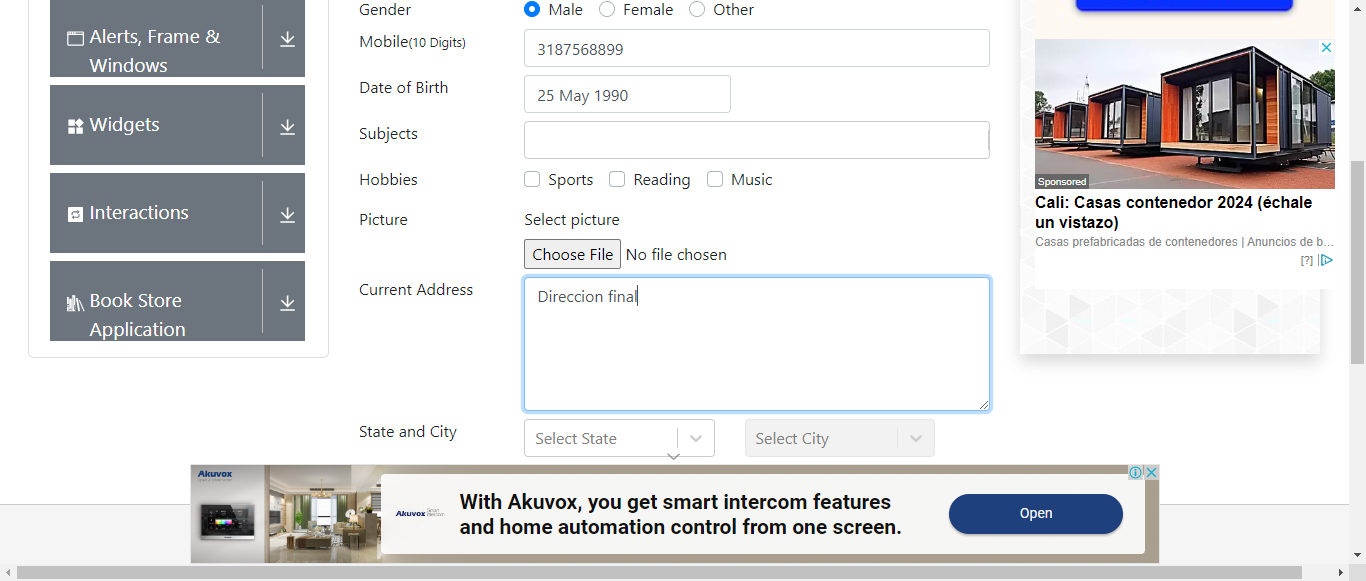 Alerts, Frame &
Windows
Widgets
Interactions
Book Store
Application
Gender
Male Female Other
Mobile(10 Digits)
3187568899
Date of Birth
25 May 1990
Subjects
Hobbies
Sports Reading Music
Picture
Select picture
Choose File No file chosen
Current Address
Direccion final
State and City
Select State
Select City
Sponsored
Cali: Casas contenedor 2024 (échale
un vistazo)
Casas prefabricadas de contenedores | Anuncios de b...
[?]
Akuvox
Akuvox
With Akuvox, you get smart intercom features
and home automation control from one screen.
Open